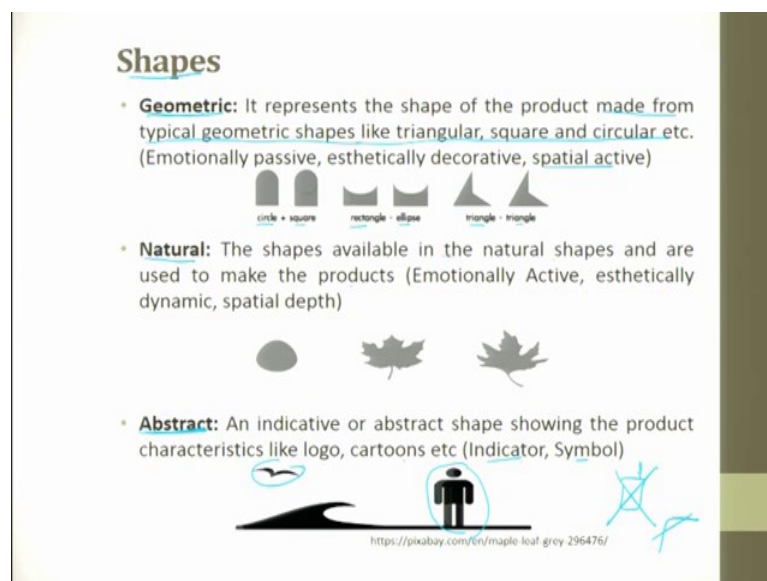 Shapes
• Geometric: It represents the shape of the product made from
typical geometric shapes like triangular, square and circular etc.
(Emotionally passive, esthetically decorative, spatial active)
circle + square rectangle - ellipse triangle - triangle
• Natural: The shapes available in the natural shapes and are
used to make the products (Emotionally Active, esthetically
dynamic, spatial depth)
• Abstract: An indicative or abstract shape showing the product
characteristics like logo, cartoons etc (Indicator, Symbol)
https://pixabay.com/en/maple-leaf-grey-296476/